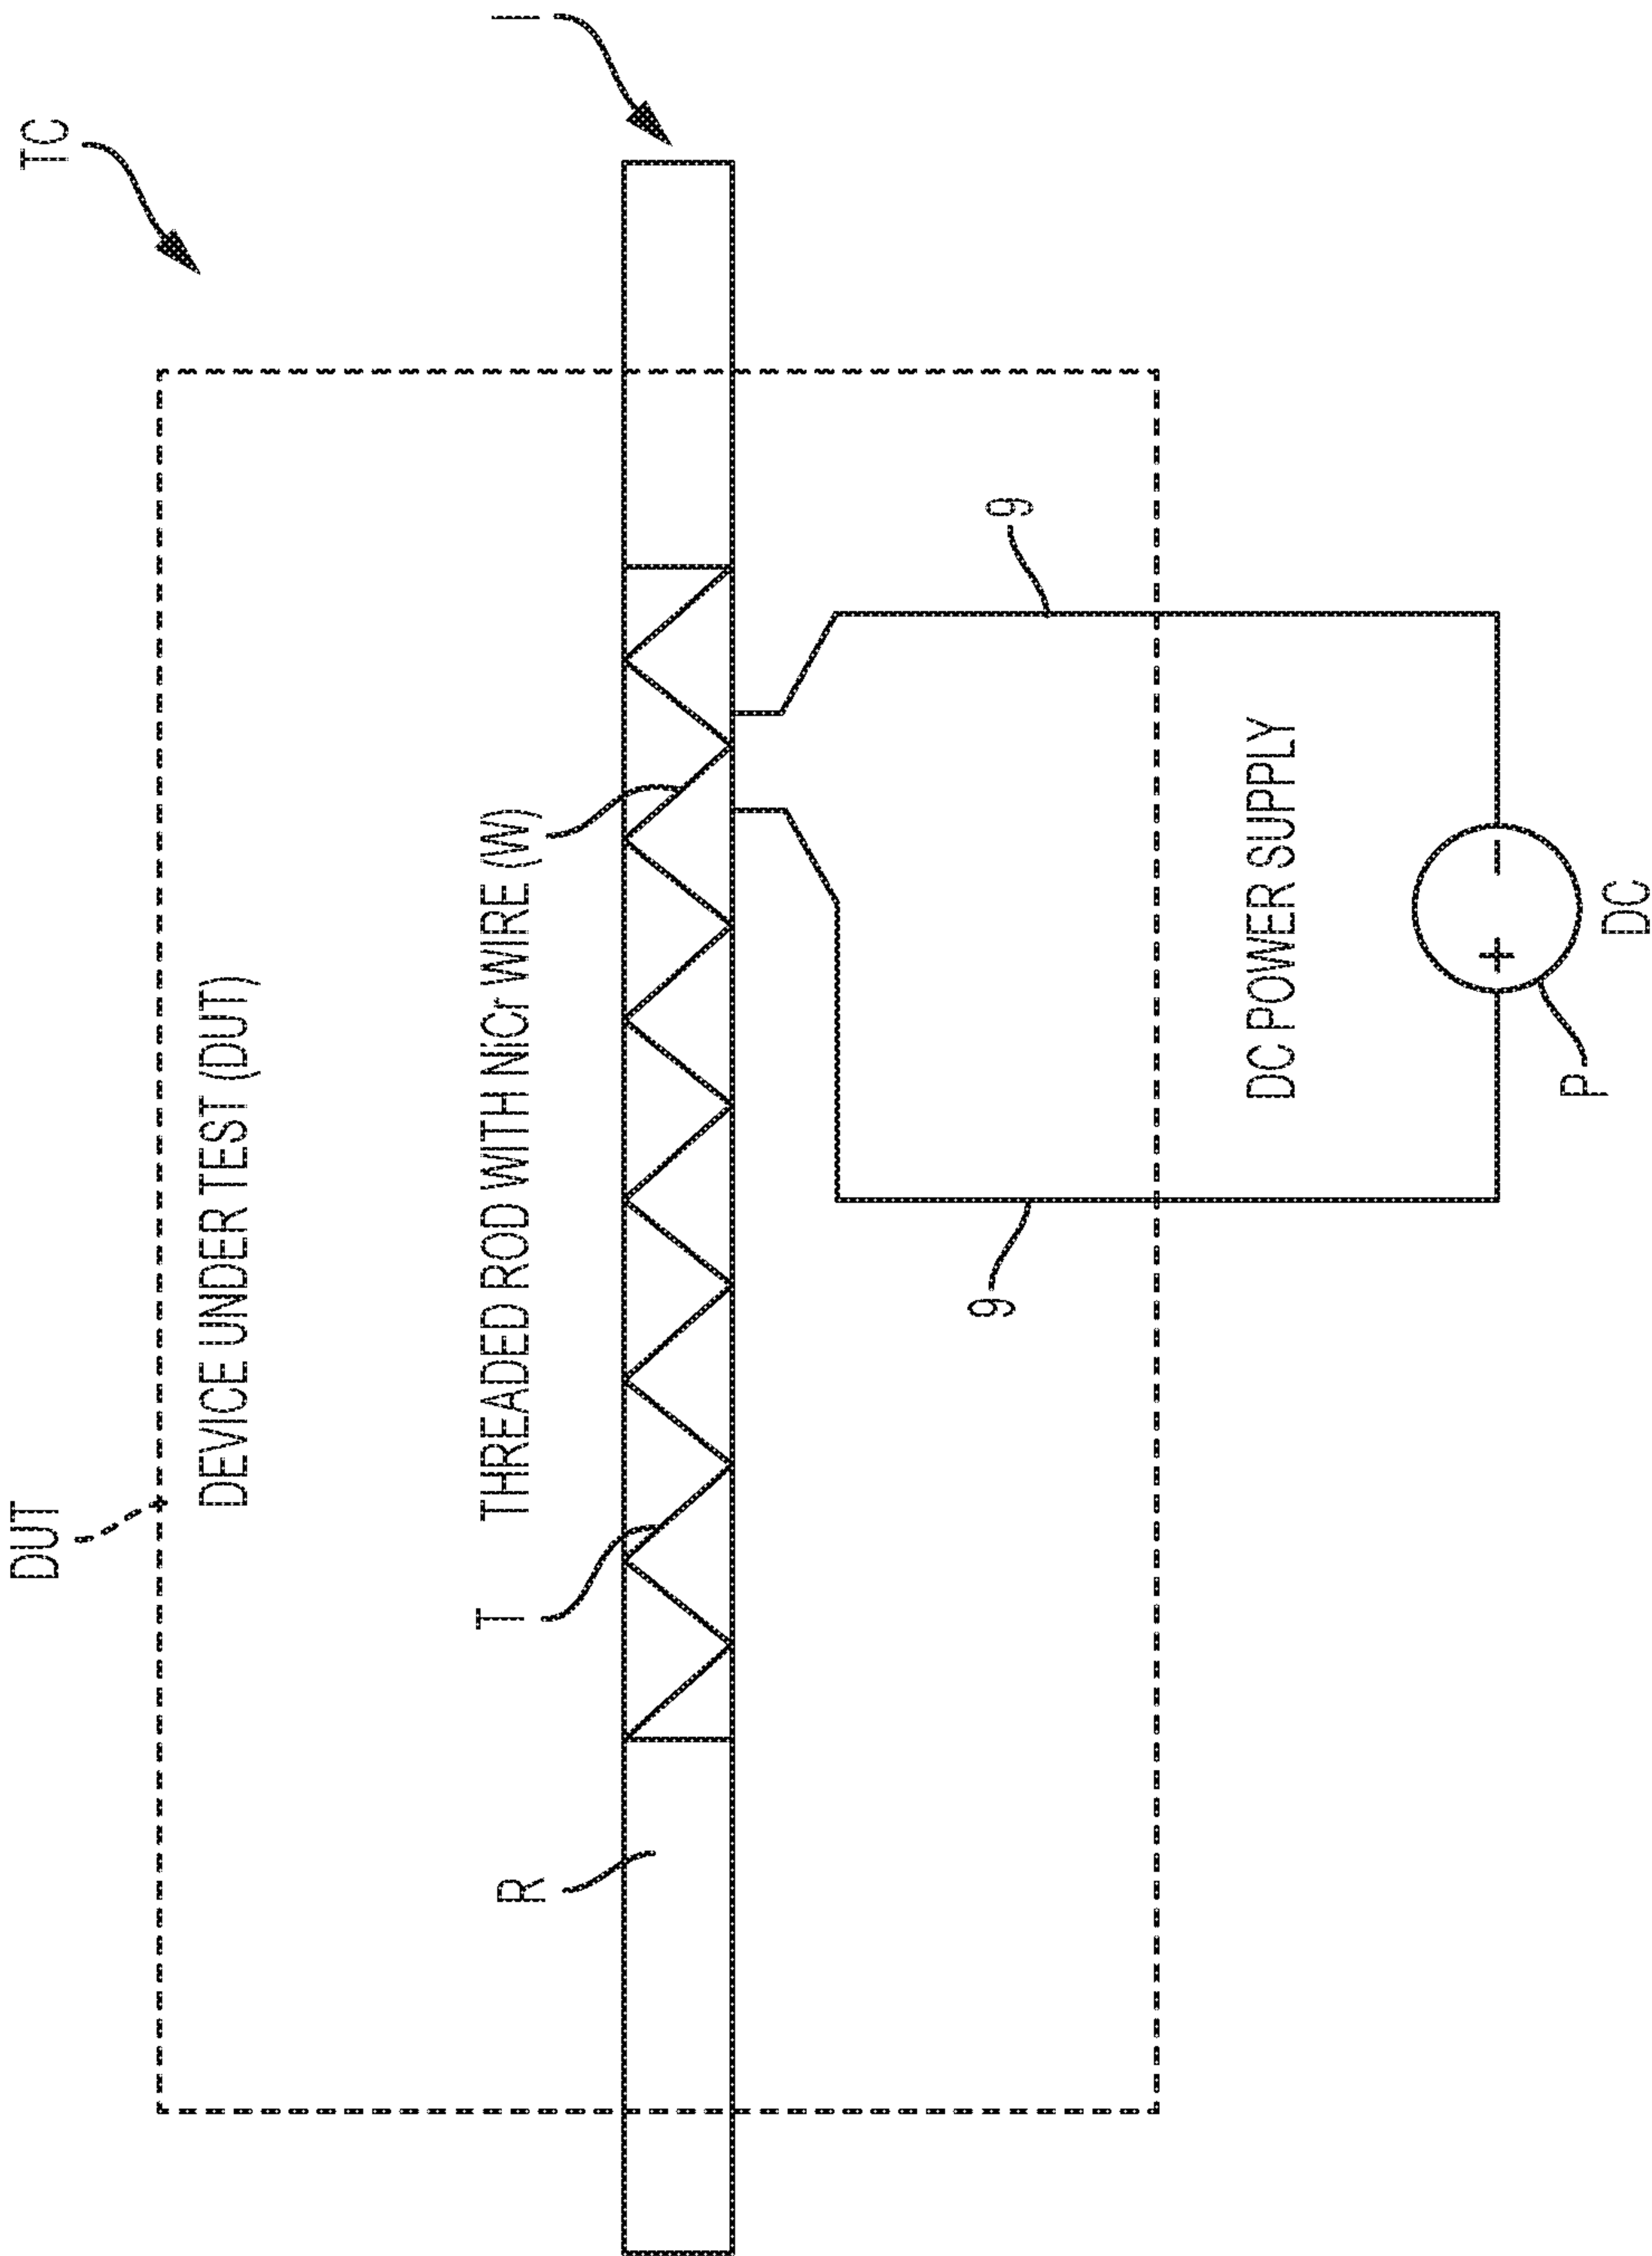 DUT
TC
DEVICE UNDER TEST (DUT)
R
T
THREADED ROD WITH NiCr WIRE (W)
I
9
9
DC POWER SUPPLY
+ −
P
DC